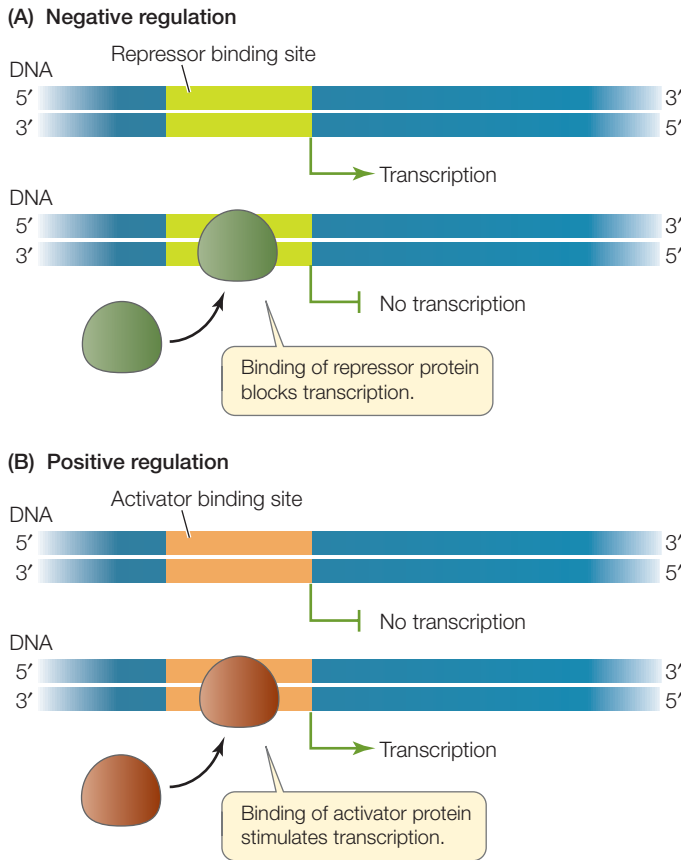 (A) Negative regulation
Repressor binding site
DNA
5′ 3′
3′ 5′
Transcription
DNA
5′ 3′
3′ 5′
No transcription
Binding of repressor protein
blocks transcription.
(B) Positive regulation
Activator binding site
DNA
5′ 3′
3′ 5′
No transcription
DNA
5′ 3′
3′ 5′
Transcription
Binding of activator protein
stimulates transcription.